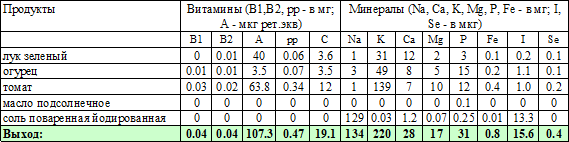 Продукты Витамины (В1,В2, рр - в мг; А - мкг рет.экв) Минералы (Na, Ca, K, Mg, P, Fe - в мг; I, Se - в мкг)
В1 В2 А рр С Na K Ca Mg P Fe I Se
лук зеленый 0 0.01 40 0.06 3.6 1 31 12 2 3 0.1 0.2 0.1
огурец 0.01 0.01 3.5 0.07 3.5 3 49 8 5 15 0.2 1.1 0.1
томат 0.03 0.02 63.8 0.34 12 1 139 7 10 12 0.4 1.0 0.2
масло подсолнечное 0 0 0 0 0 0 0 0 0 0.1 0 0 0
соль поваренная йодированная 0 0 0 0 0 129 0.03 1.2 0.07 0.25 0.01 13.3 0
Выход: 0.04 0.04 107.3 0.47 19.1 134 220 28 17 31 0.8 15.6 0.4